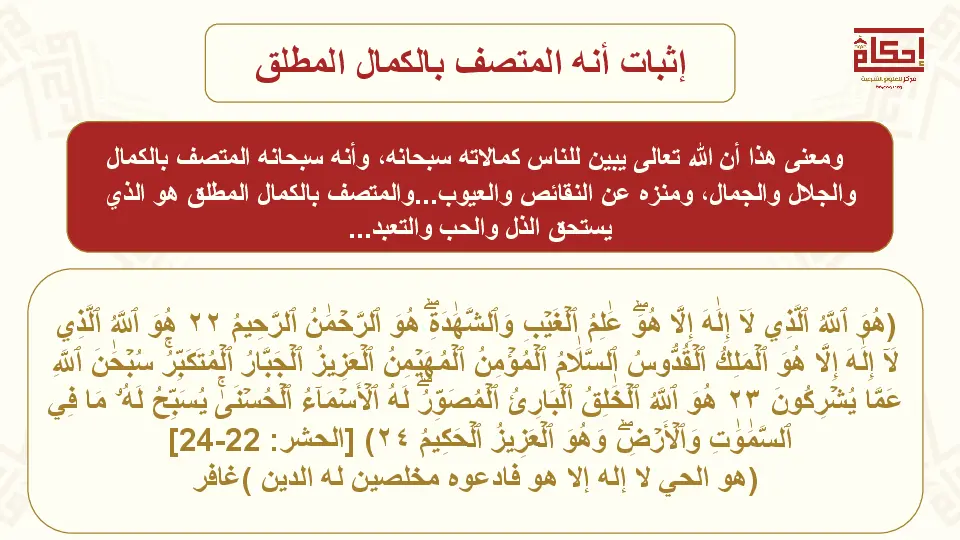 إثبات أنه المتصف بالكمال المطلق
إحكام
مركز للعلوم الشرعية
ومعنى هذا أن الله تعالى يبين للناس كمالاته سبحانه، وأنه سبحانه المتصف بالكمال
والجلال والجمال، ومنزه عن النقائص والعيوب...والمتصف بالكمال المطلق هو الذي
يستحق الذل والحب والتعبد...
(هُوَ ٱللَّهُ ٱلَّذِي لَآ إِلَٰهَ إِلَّا هُوَۖ عَٰلِمُ ٱلۡغَيۡبِ وَٱلشَّهَٰدَةِۖ هُوَ ٱلرَّحۡمَٰنُ ٱلرَّحِيمُ ٢٢ هُوَ ٱللَّهُ ٱلَّذِي
لَآ إِلَٰهَ إِلَّا هُوَ ٱلۡمَلِكُ ٱلۡقُدُّوسُ ٱلسَّلَٰمُ ٱلۡمُؤۡمِنُ ٱلۡمُهَيۡمِنُ ٱلۡعَزِيزُ ٱلۡجَبَّارُ ٱلۡمُتَكَبِّرُۚ سُبۡحَٰنَ ٱللَّهِ
عَمَّا يُشۡرِكُونَ ٢٣ هُوَ ٱللَّهُ ٱلۡخَٰلِقُ ٱلۡبَارِئُ ٱلۡمُصَوِّرُۖ لَهُ ٱلۡأَسۡمَآءُ ٱلۡحُسۡنَىٰۚ يُسَبِّحُ لَهُۥ مَا فِي
ٱلسَّمَٰوَٰتِ وَٱلۡأَرۡضِۖ وَهُوَ ٱلۡعَزِيزُ ٱلۡحَكِيمُ ٢٤) [الحشر: 22-24]
(هو الحي لا إله إلا هو فادعوه مخلصين له الدين )غافر